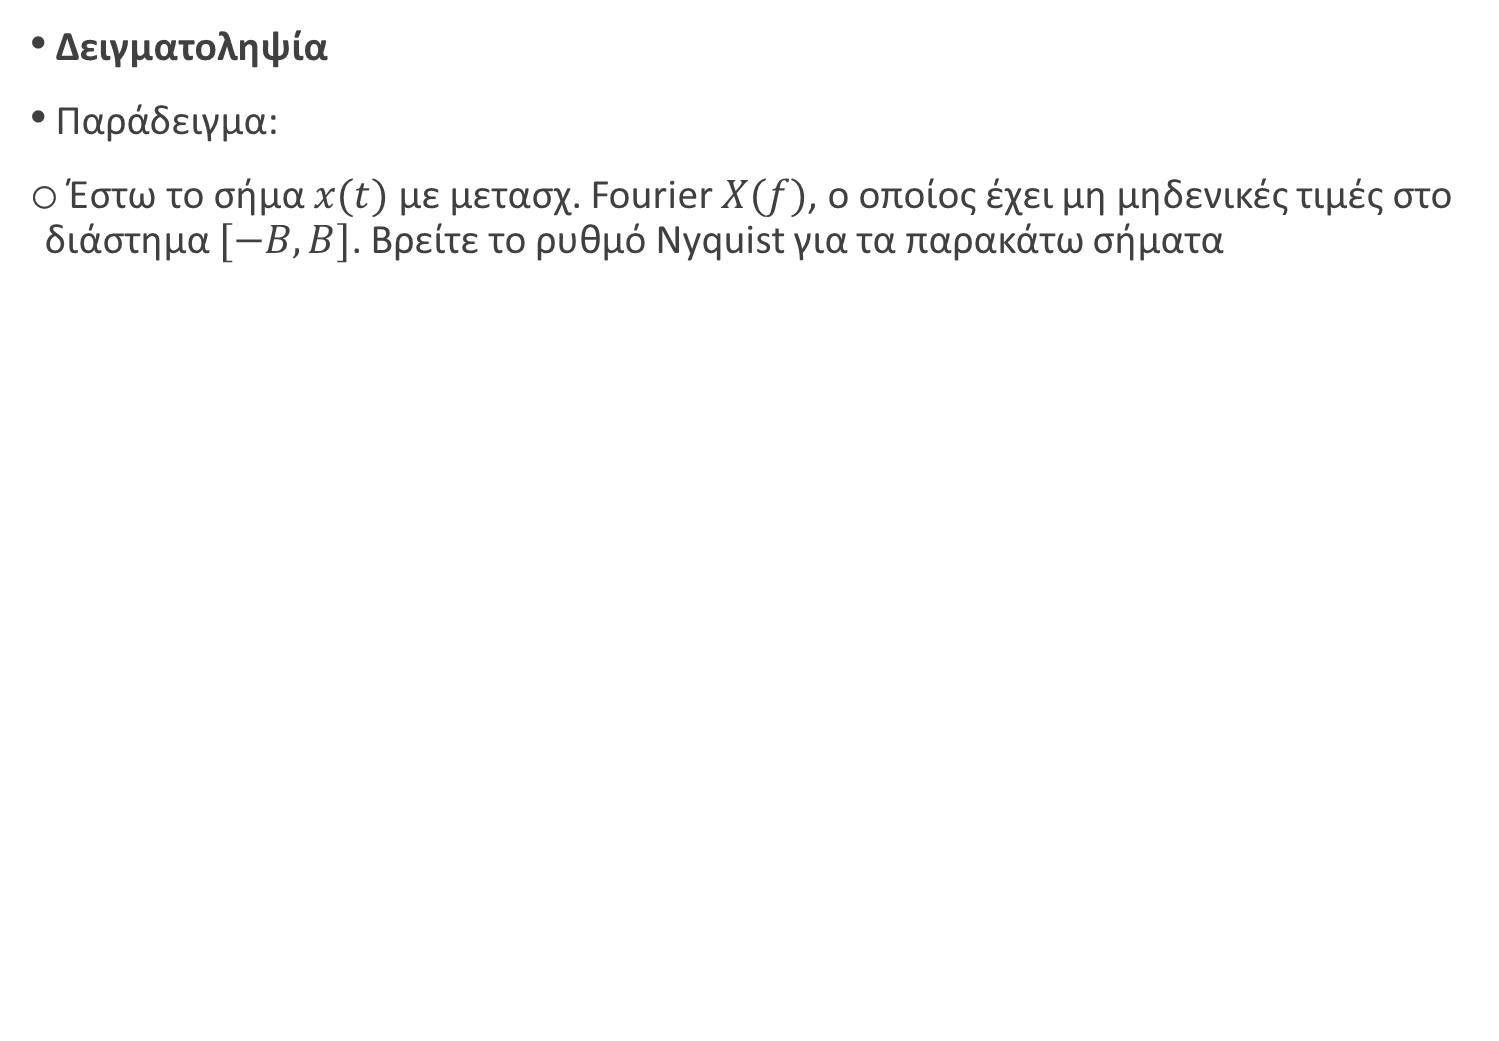 • Δειγματοληψία
• Παράδειγμα:
○ Έστω το σήμα x(t) με μετασχ. Fourier X(f), ο οποίος έχει μη μηδενικές τιμές στο
διάστημα [−B, B]. Βρείτε το ρυθμό Nyquist για τα παρακάτω σήματα